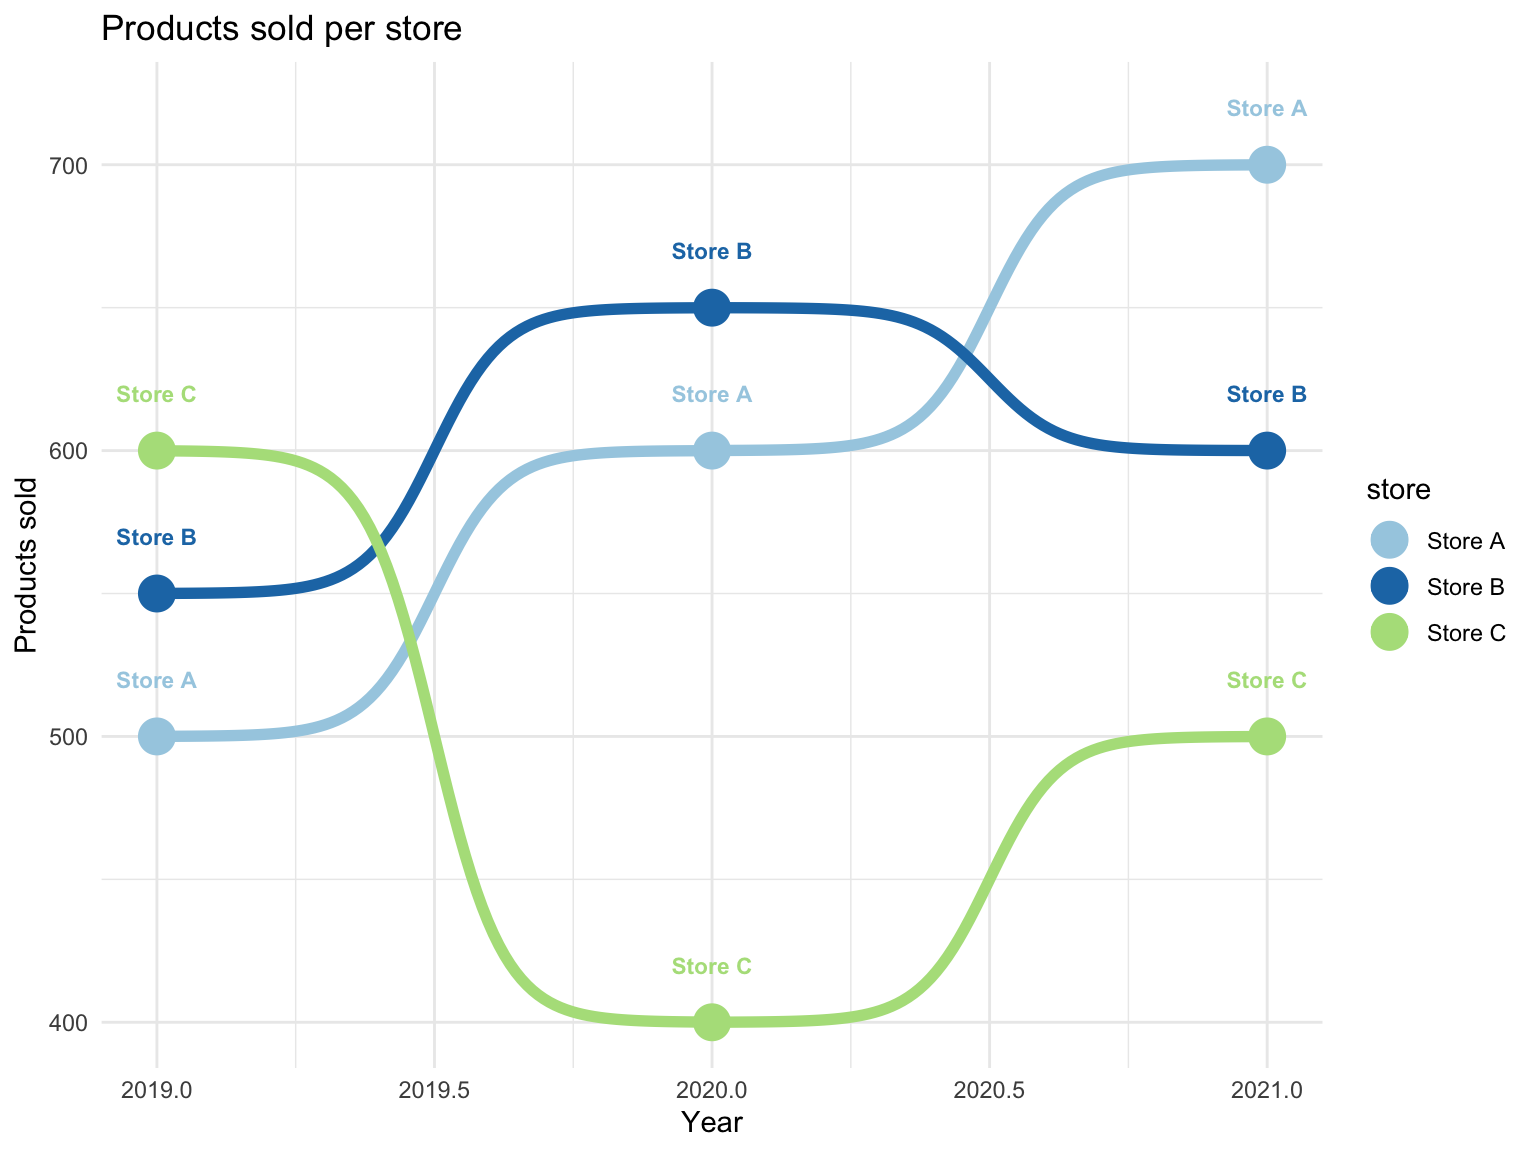 Products sold per store
Store A
700
Store B
Store C
Store A
Store B
600
Store B
Store A
Store C
500
Store C
400
Products sold
2019.0
2019.5
2020.0
2020.5
2021.0
Year
store
Store A
Store B
Store C